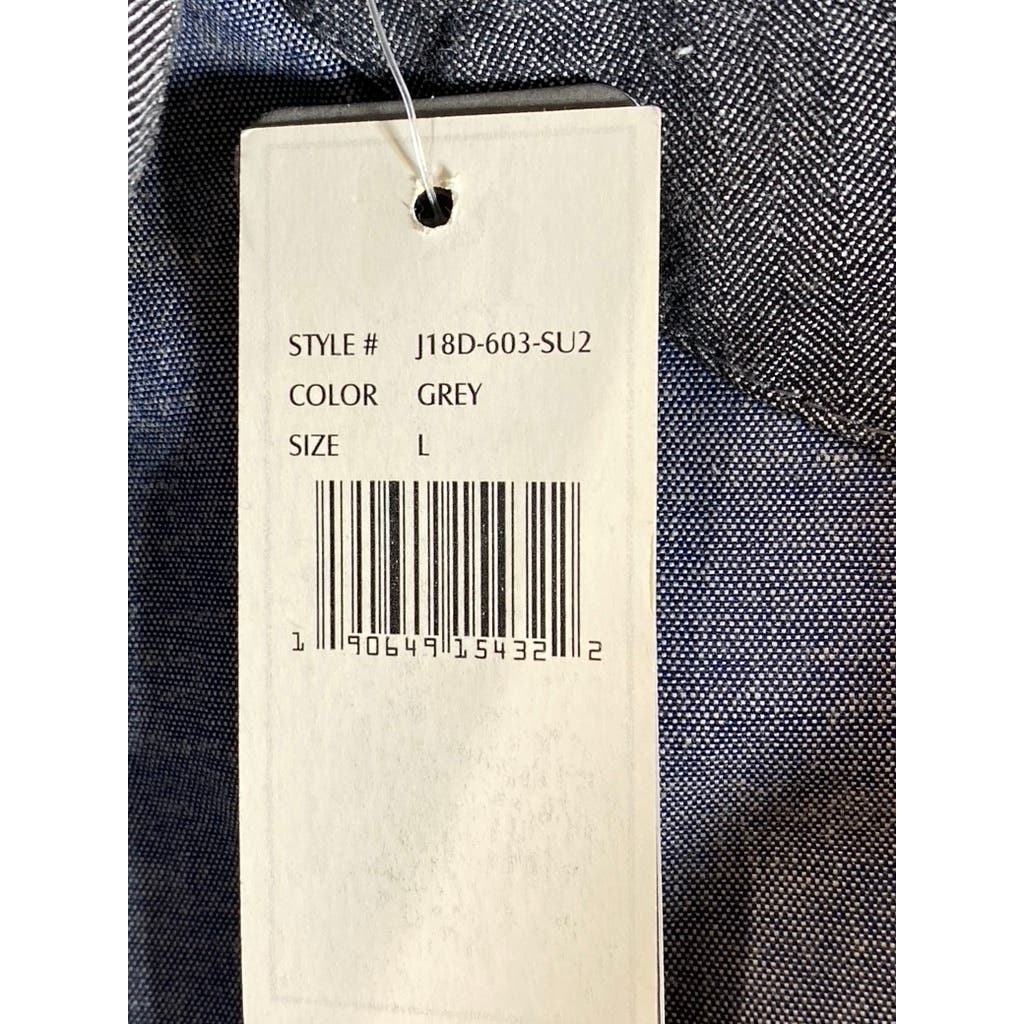 STYLE # J18D-603-SU2
COLOR GREY
SIZE L
1 90649 15432 2